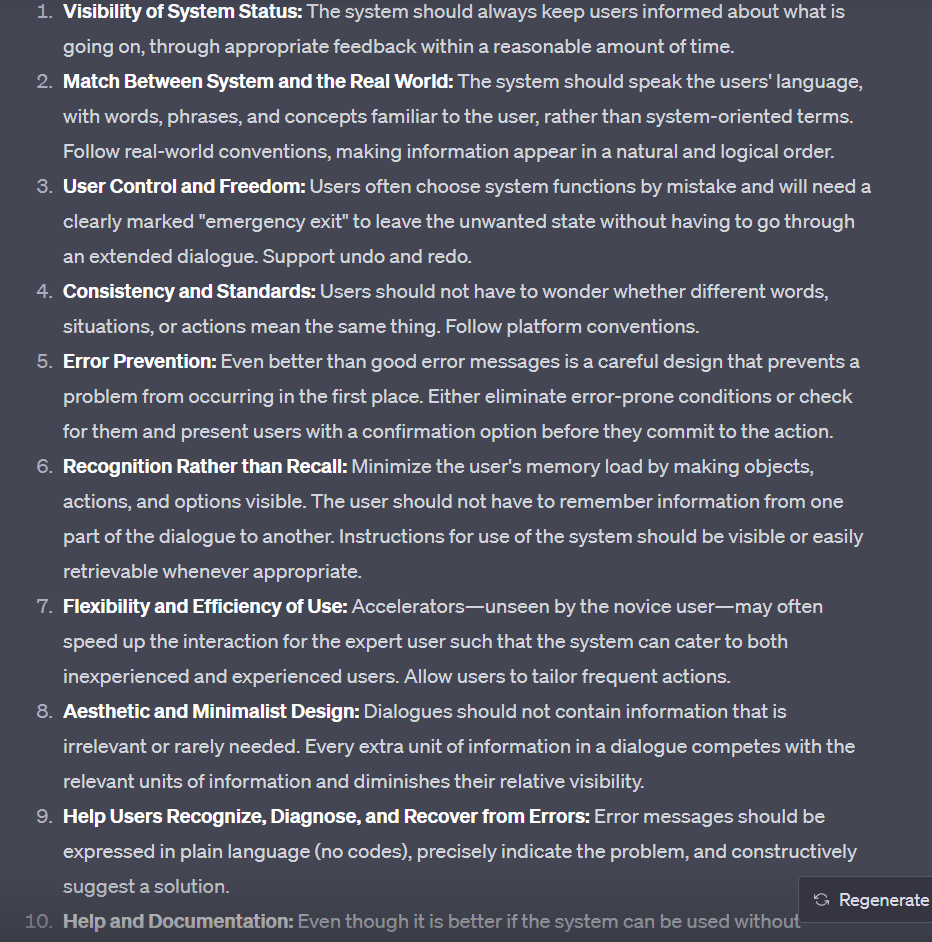 1. Visibility of System Status: The system should always keep users informed about what is
going on, through appropriate feedback within a reasonable amount of time.
2. Match Between System and the Real World: The system should speak the users' language,
with words, phrases, and concepts familiar to the user, rather than system-oriented terms.
Follow real-world conventions, making information appear in a natural and logical order.
3. User Control and Freedom: Users often choose system functions by mistake and will need a
clearly marked "emergency exit" to leave the unwanted state without having to go through
an extended dialogue. Support undo and redo.
4. Consistency and Standards: Users should not have to wonder whether different words,
situations, or actions mean the same thing. Follow platform conventions.
5. Error Prevention: Even better than good error messages is a careful design that prevents a
problem from occurring in the first place. Either eliminate error-prone conditions or check
for them and present users with a confirmation option before they commit to the action.
6. Recognition Rather than Recall: Minimize the user's memory load by making objects,
actions, and options visible. The user should not have to remember information from one
part of the dialogue to another. Instructions for use of the system should be visible or easily
retrievable whenever appropriate.
7. Flexibility and Efficiency of Use: Accelerators—unseen by the novice user—may often
speed up the interaction for the expert user such that the system can cater to both
inexperienced and experienced users. Allow users to tailor frequent actions.
8. Aesthetic and Minimalist Design: Dialogues should not contain information that is
irrelevant or rarely needed. Every extra unit of information in a dialogue competes with the
relevant units of information and diminishes their relative visibility.
9. Help Users Recognize, Diagnose, and Recover from Errors: Error messages should be
expressed in plain language (no codes), precisely indicate the problem, and constructively
suggest a solution.
Regenerate
10. Help and Documentation: Even though it is better if the system can be used without